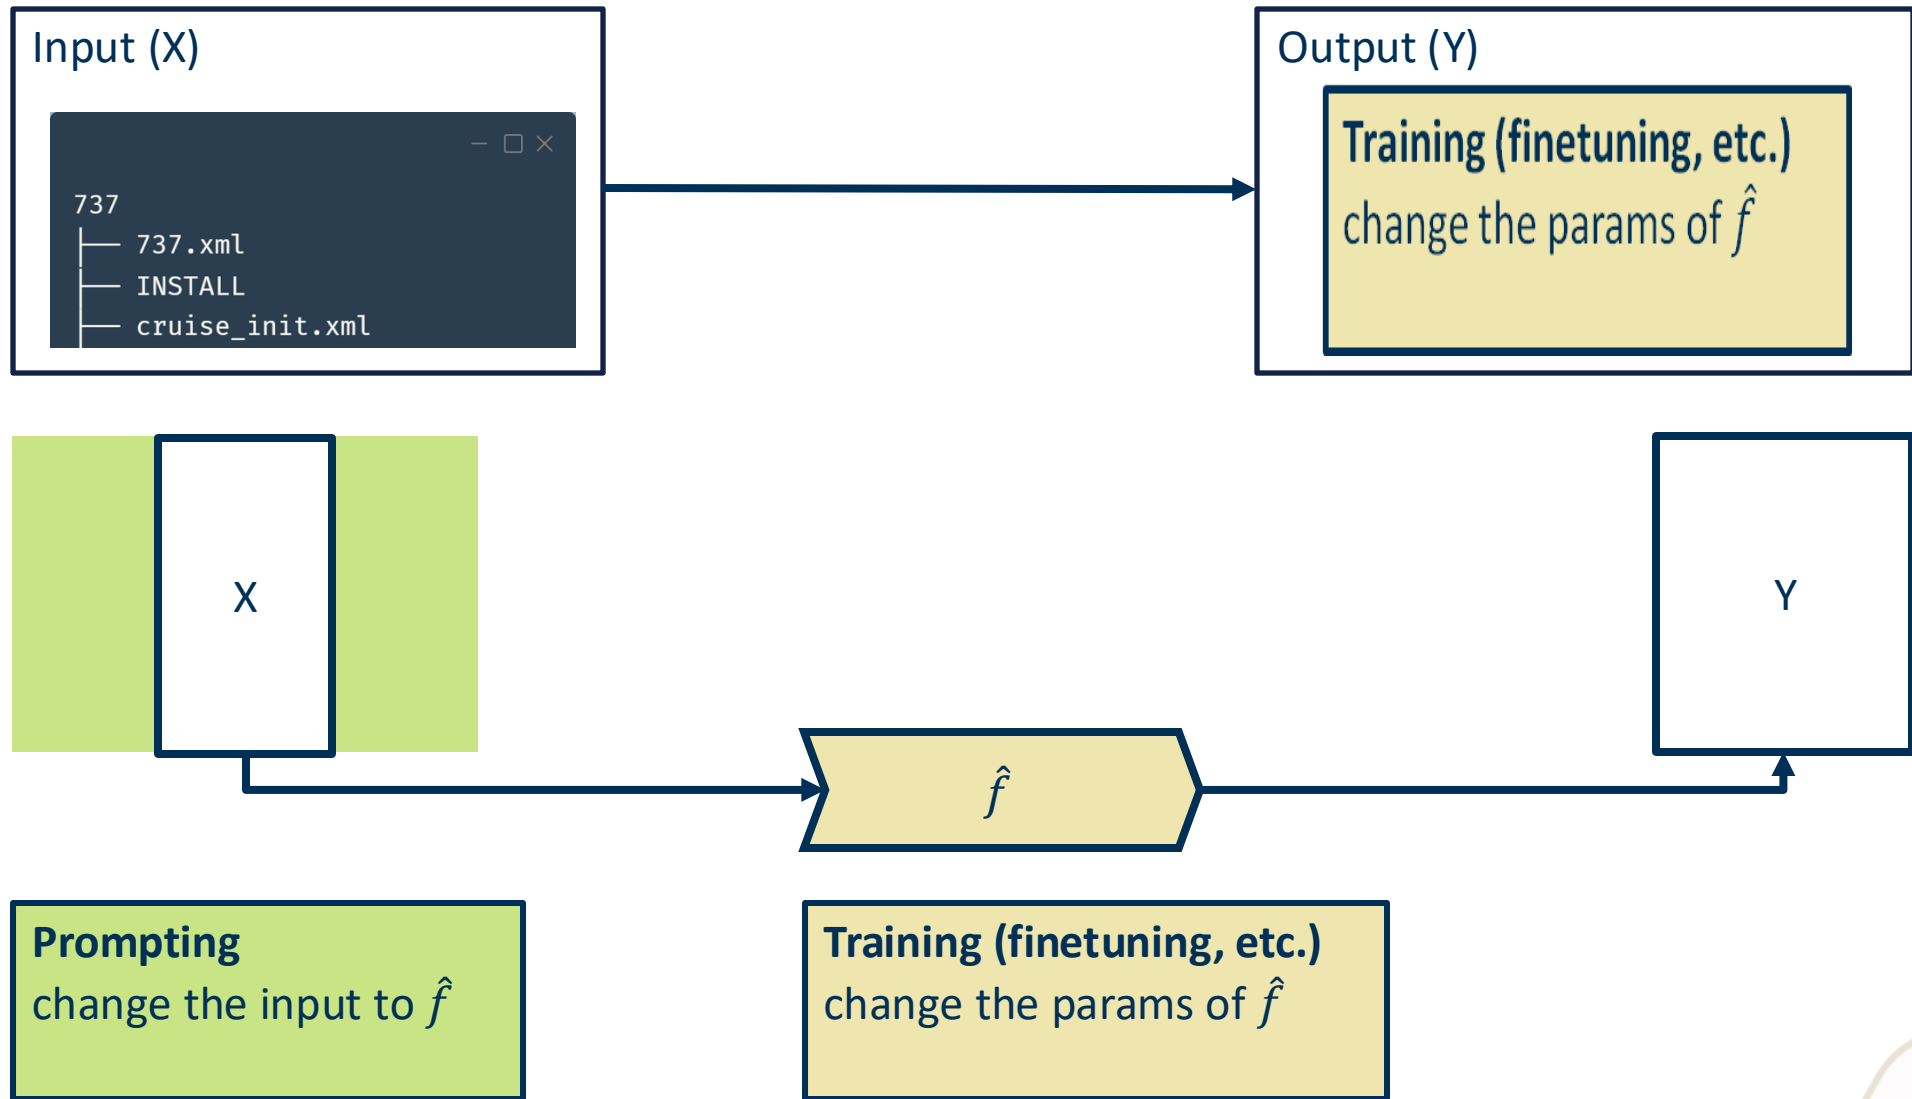 Input (X)
737
├── 737.xml
├── INSTALL
├── cruise_init.xml
Output (Y)
Training (finetuning, etc.)
change the params of f̂
X
Y
f̂
Prompting
change the input to f̂
Training (finetuning, etc.)
change the params of f̂